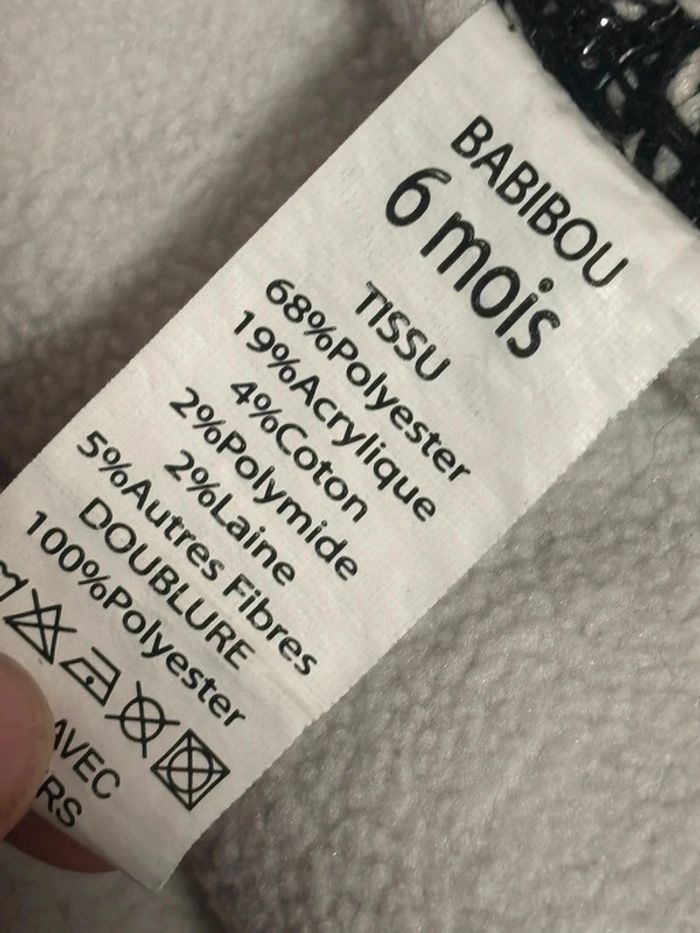 BABIBOU
6 mois
TISSU
68%Polyester
19%Acrylique
4%Coton
2%Polymide
2%Laine
5%Autres Fibres
DOUBLURE
100%Polyester
AVEC